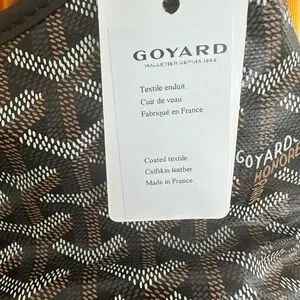 GOYARD
MALLETIER DEPUIS 1853
Textile enduit
Cuir de veau
Fabriqué en France
Coated textile
Calfskin leather
Made in France
GOYARD
HONORÉ